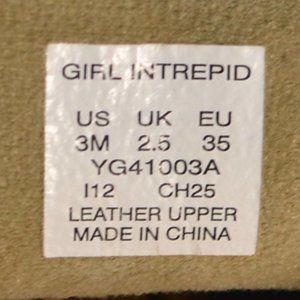 GIRL INTREPID
US UK EU
3M 2.5 35
YG41003A
I12 CH25
LEATHER UPPER
MADE IN CHINA